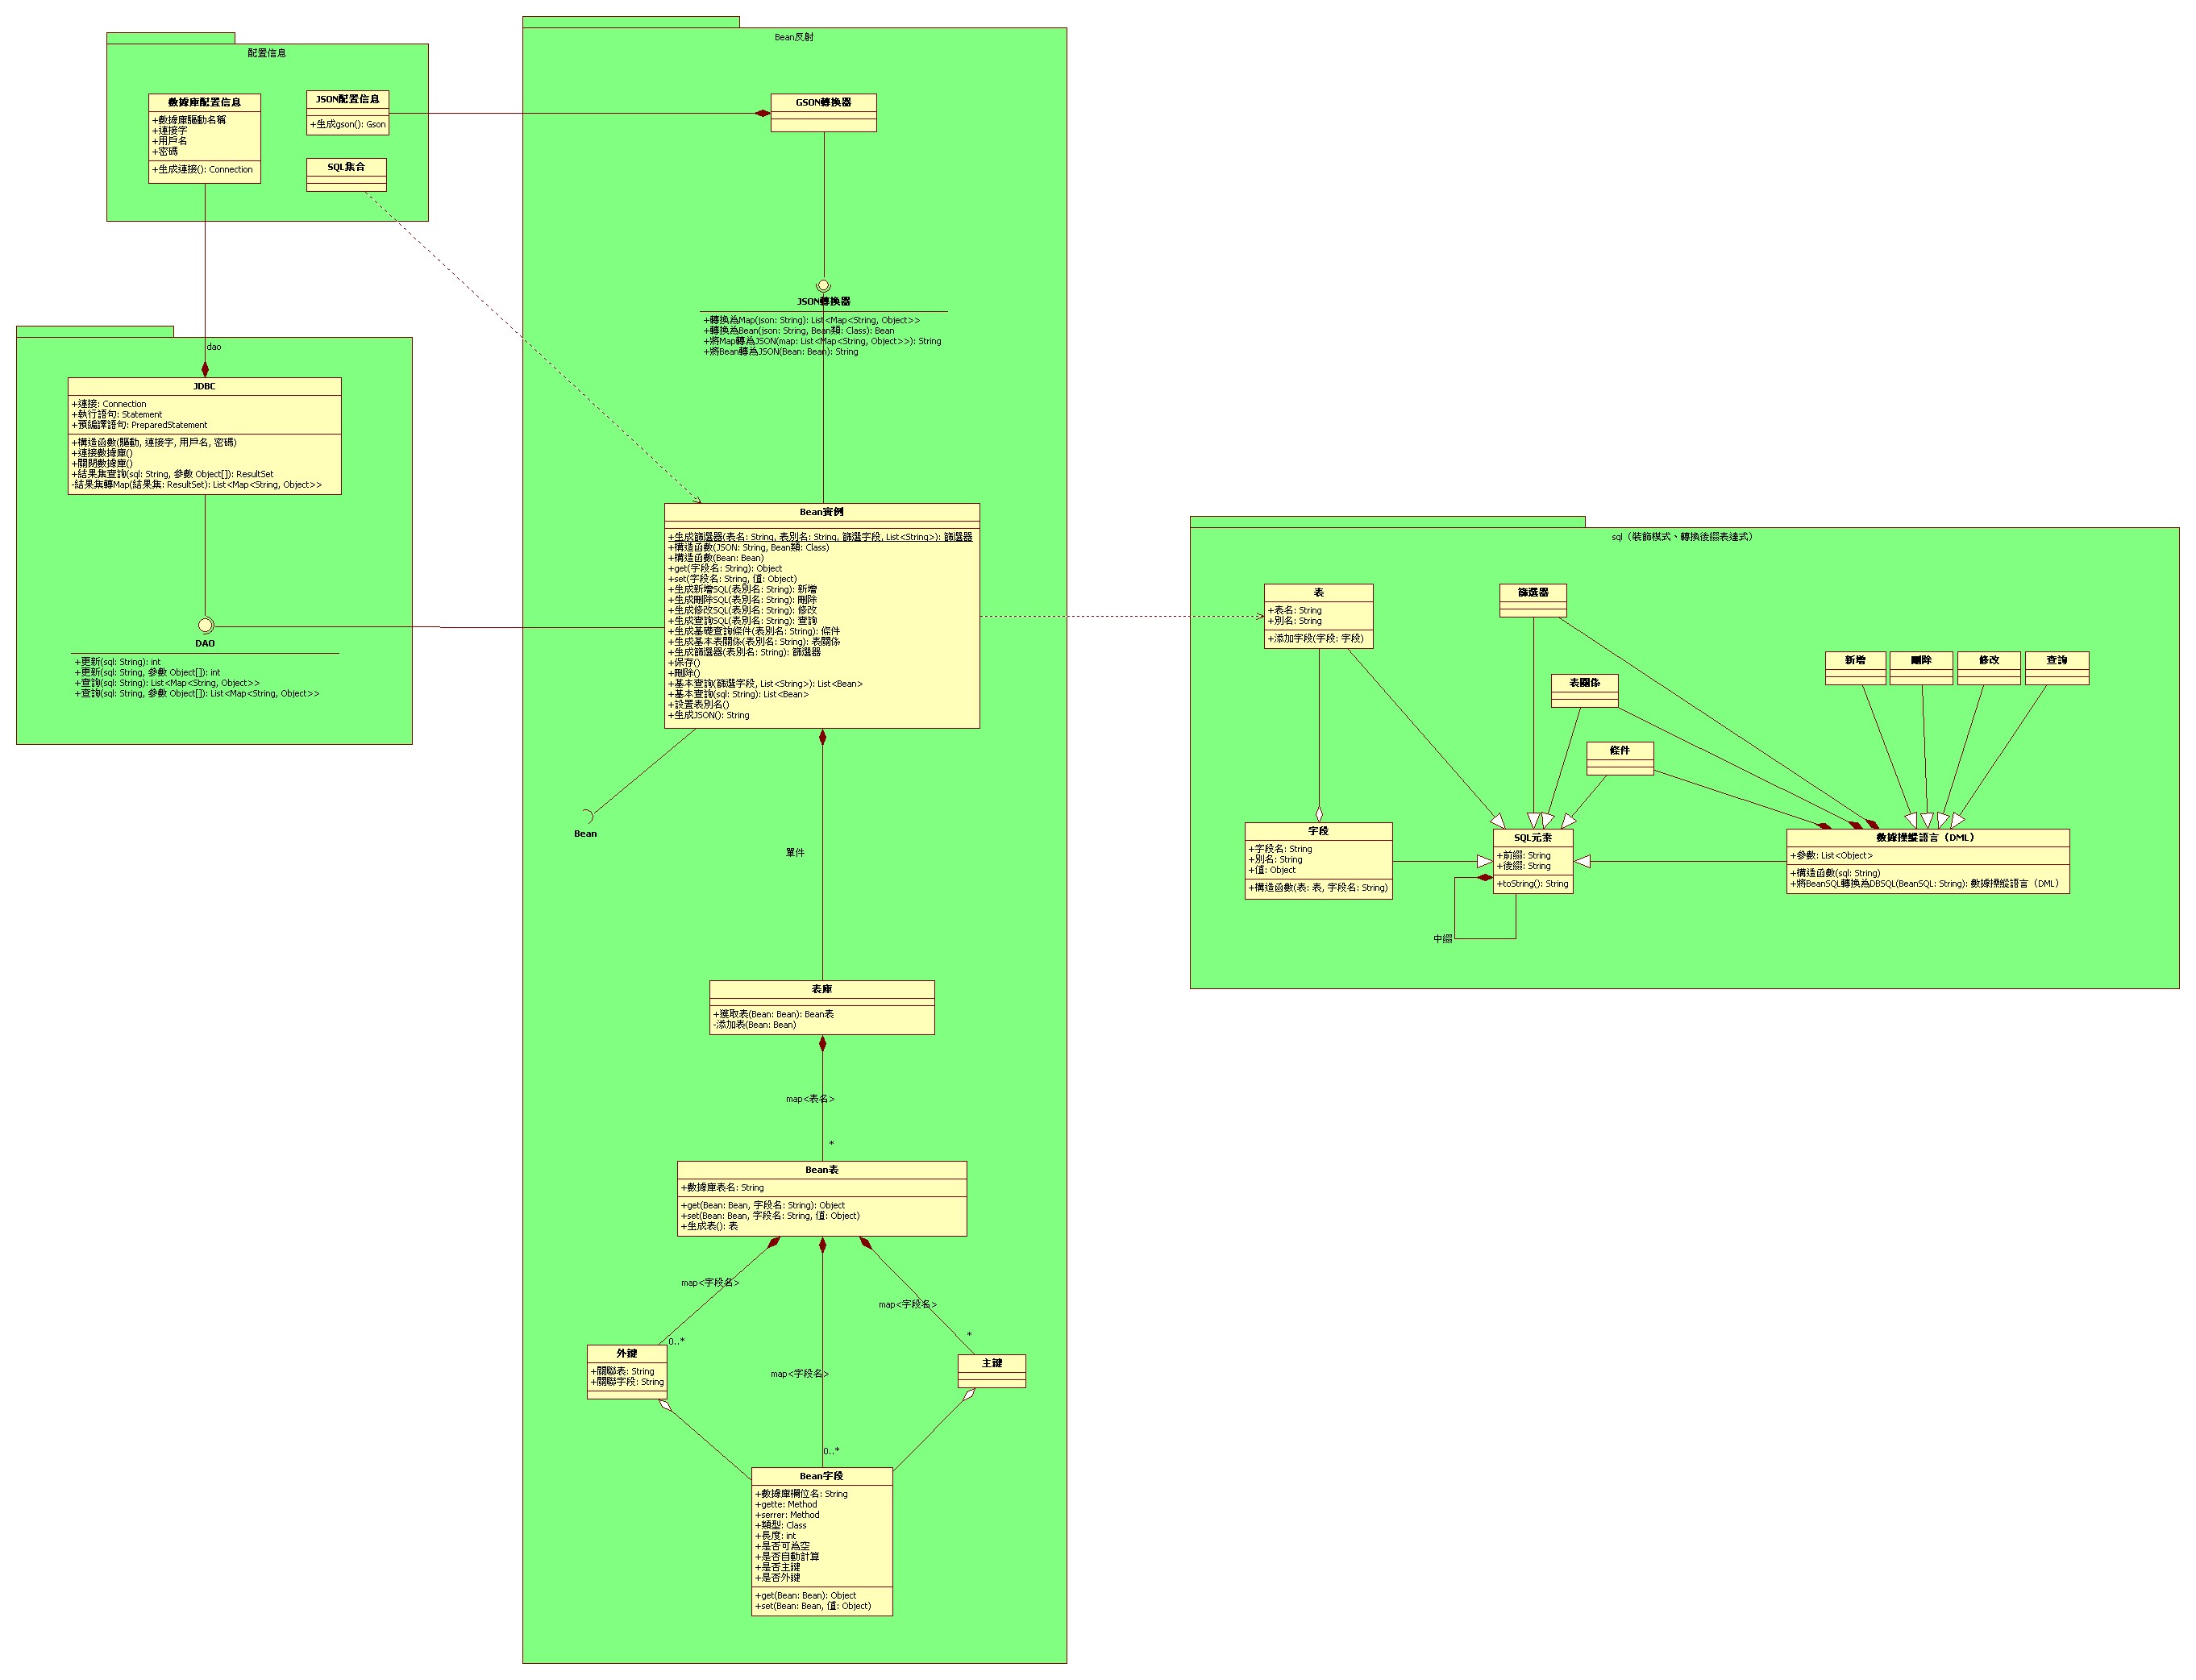 配置信息
數據庫配置信息
+數據庫驅動名稱
+連接字
+用戶名
+密碼
+生成連接(): Connection
JSON配置信息
+生成gson(): Gson
SQL集合
dao
JDBC
+連接: Connection
+執行語句: Statement
+預編譯語句: PreparedStatement
+構造函數(驅動, 連接字, 用戶名, 密碼)
+連接數據庫()
+關閉數據庫()
+結果集查詢(sql: String, 參數 Object[]): ResultSet
-結果集轉Map(結果集: ResultSet): List<Map<String, Object>>
DAO
+更新(sql: String): int
+更新(sql: String, 參數 Object[]): int
+查詢(sql: String): List<Map<String, Object>>
+查詢(sql: String, 參數 Object[]): List<Map<String, Object>>
Bean反射
GSON轉換器
JSON轉換器
+轉換為Map(json: String): List<Map<String, Object>>
+轉換為Bean(json: String, Bean類: Class): Bean
+將Map轉為JSON(map: List<Map<String, Object>>): String
+將Bean轉為JSON(Bean: Bean): String
Bean實例
+生成篩選器(表名: String, 表別名: String, 篩選字段, List<String>): 篩選器
+構造函數(JSON: String, Bean類: Class)
+構造函數(Bean: Bean)
+get(字段名: String): Object
+set(字段名: String, 值: Object)
+生成新增SQL(表別名: String): 新增
+生成刪除SQL(表別名: String): 刪除
+生成修改SQL(表別名: String): 修改
+生成查詢SQL(表別名: String): 查詢
+生成基礎查詢條件(表別名: String): 條件
+生成基本表關係(表別名: String): 表關係
+生成篩選器(表別名: String): 篩選器
+保存()
+刪除()
+基本查詢(篩選字段, List<String>): List<Bean>
+基本查詢(sql: String): List<Bean>
+設置表別名()
+生成JSON(): String
Bean
單件
表庫
+獲取表(Bean: Bean): Bean表
-添加表(Bean: Bean)
map<表名>
*
Bean表
+數據庫表名: String
+get(Bean: Bean, 字段名: String): Object
+set(Bean: Bean, 字段名: String, 值: Object)
+生成表(): 表
map<字段名>
map<字段名>
0..*
*
外鍵
+關聯表: String
+關聯字段: String
主鍵
map<字段名>
0..*
Bean字段
+數據庫欄位名: String
+gette: Method
+serrer: Method
+類型: Class
+長度: int
+是否可為空
+是否自動計算
+是否主鍵
+是否外鍵
+get(Bean: Bean): Object
+set(Bean: Bean, 值: Object)
sql（裝飾模式、轉換後綴表達式）
表
+表名: String
+別名: String
+添加字段(字段: 字段)
篩選器
表關係
條件
新增
刪除
修改
查詢
字段
+字段名: String
+別名: String
+值: Object
+構造函數(表: 表, 字段名: String)
SQL元素
+前綴: String
+後綴: String
+toString(): String
中綴
數據操縱語言（DML）
+參數: List<Object>
+構造函數(sql: String)
+將BeanSQL轉換為DBSQL(BeanSQL: String): 數據操縱語言（DML）